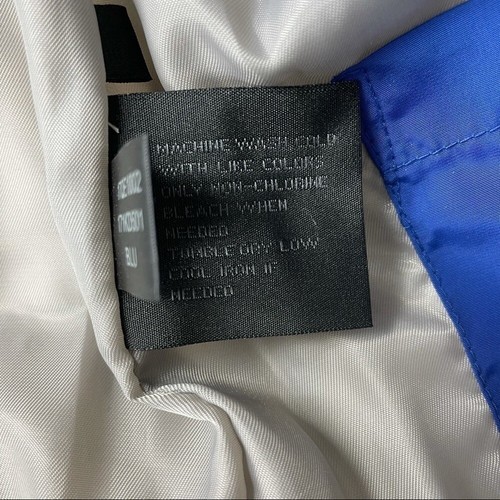 MACHINE WASH COLD
WITH LIKE COLORS
ONLY NON-CHLORINE
BLEACH WHEN
NEEDED
TUMBLE DRY LOW
COOL IRON IF
NEEDED
BLU